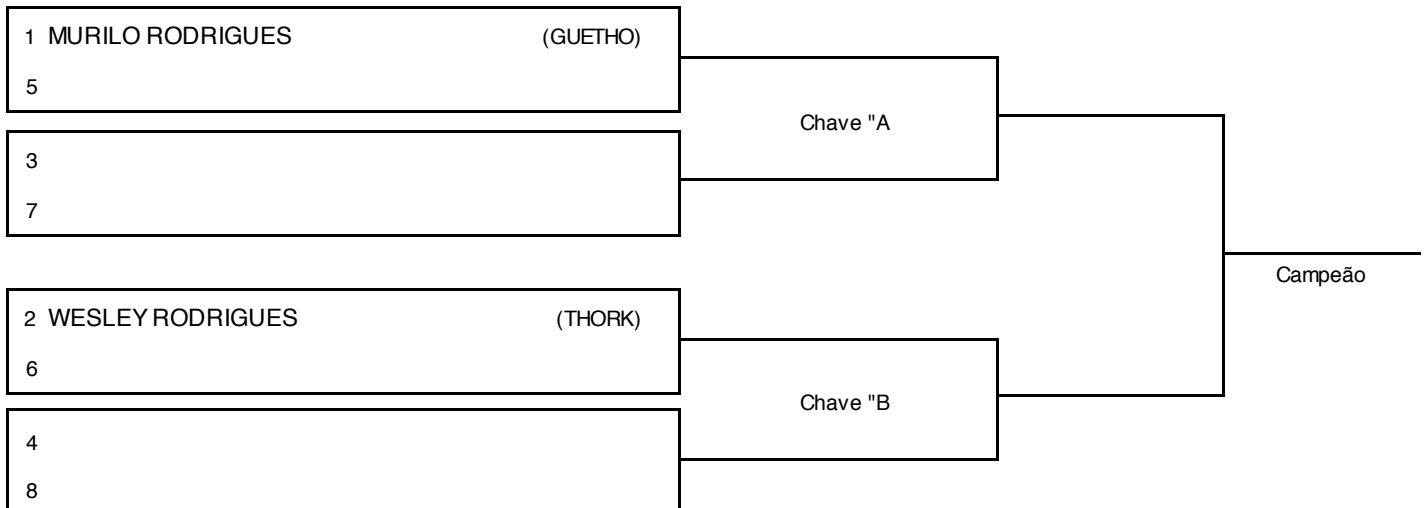 1 MURILO RODRIGUES (GUETHO)
5
Chave "A
3
7
Campeão
2 WESLEY RODRIGUES (THORK)
6
Chave "B
4
8